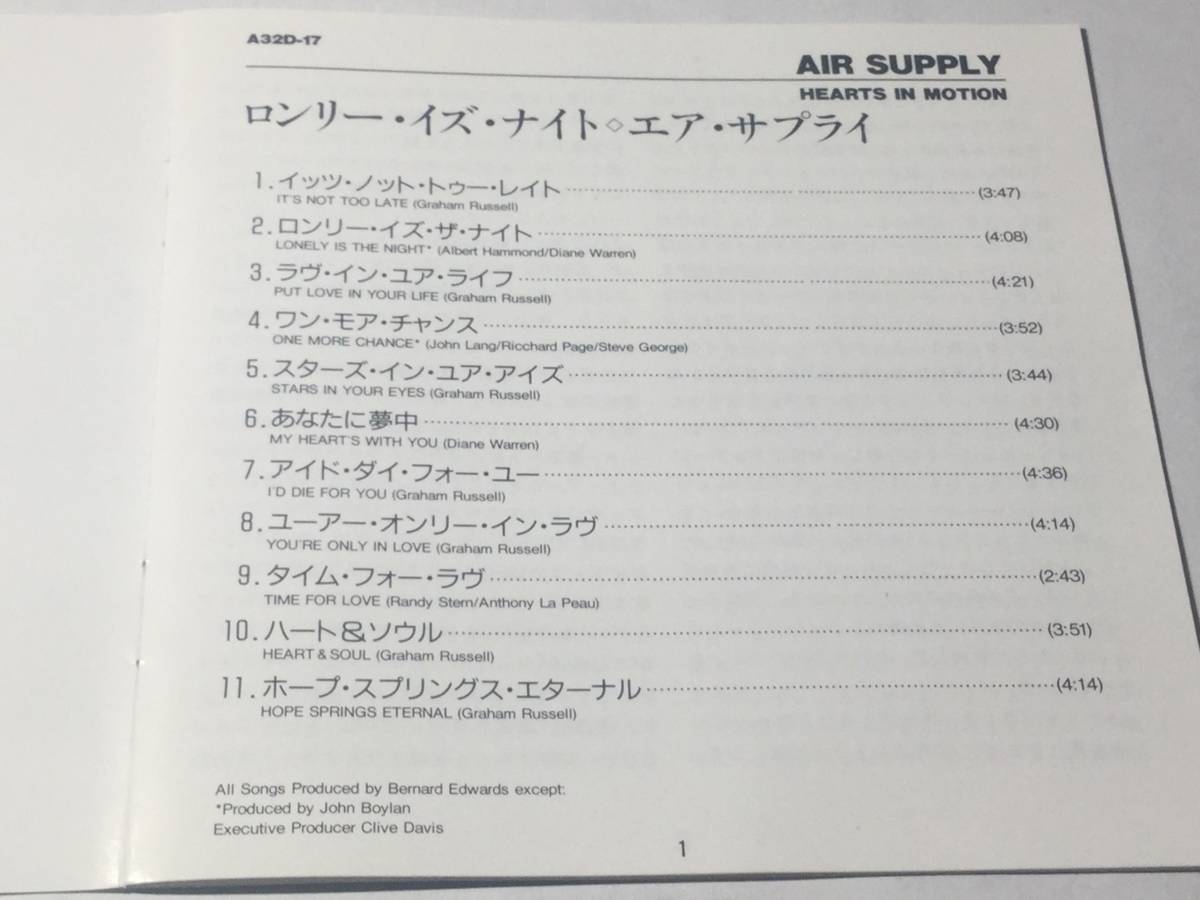 A32D-17
AIR SUPPLY
HEARTS IN MOTION
ロンリー・イズ・ナイト◇エア・サプライ
1.イッツ・ノット・トゥー・レイト……(3:47)
IT'S NOT TOO LATE (Graham Russell)
2.ロンリー・イズ・ザ・ナイト……(4:08)
LONELY IS THE NIGHT* (Albert Hammond/Diane Warren)
3.ラヴ・イン・ユア・ライフ……(4:21)
PUT LOVE IN YOUR LIFE (Graham Russell)
4.ワン・モア・チャンス……(3:52)
ONE MORE CHANCE* (John Lang/Ricchard Page/Steve George)
5.スターズ・イン・ユア・アイズ……(3:44)
STARS IN YOUR EYES (Graham Russell)
6.あなたに夢中……(4:30)
MY HEART'S WITH YOU (Diane Warren)
7.アイド・ダイ・フォー・ユー……(4:36)
I'D DIE FOR YOU (Graham Russell)
8.ユーアー・オンリー・イン・ラヴ……(4:14)
YOU'RE ONLY IN LOVE (Graham Russell)
9.タイム・フォー・ラヴ……(2:43)
TIME FOR LOVE (Randy Stern/Anthony La Peau)
10.ハート&ソウル……(3:51)
HEART & SOUL (Graham Russell)
11.ホープ・スプリングス・エターナル……(4:14)
HOPE SPRINGS ETERNAL (Graham Russell)
All Songs Produced by Bernard Edwards except:
*Produced by John Boylan
Executive Producer Clive Davis
1